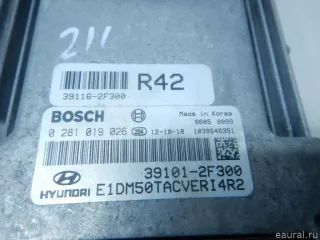 211
R42
39116-2F300
BOSCH
Made in Korea
0 281 019 026 12-10-18 1039S46351
39101-2F300
HYUNDAI E1DM50TACVERI4R2
eaural.ru